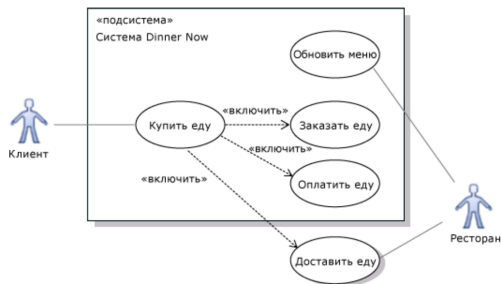 «подсистема»
Система Dinner Now
Обновить меню
«включить»
Купить еду
Заказать еду
«включить»
Клиент
«включить»
Оплатить еду
Ресторан
Доставить еду